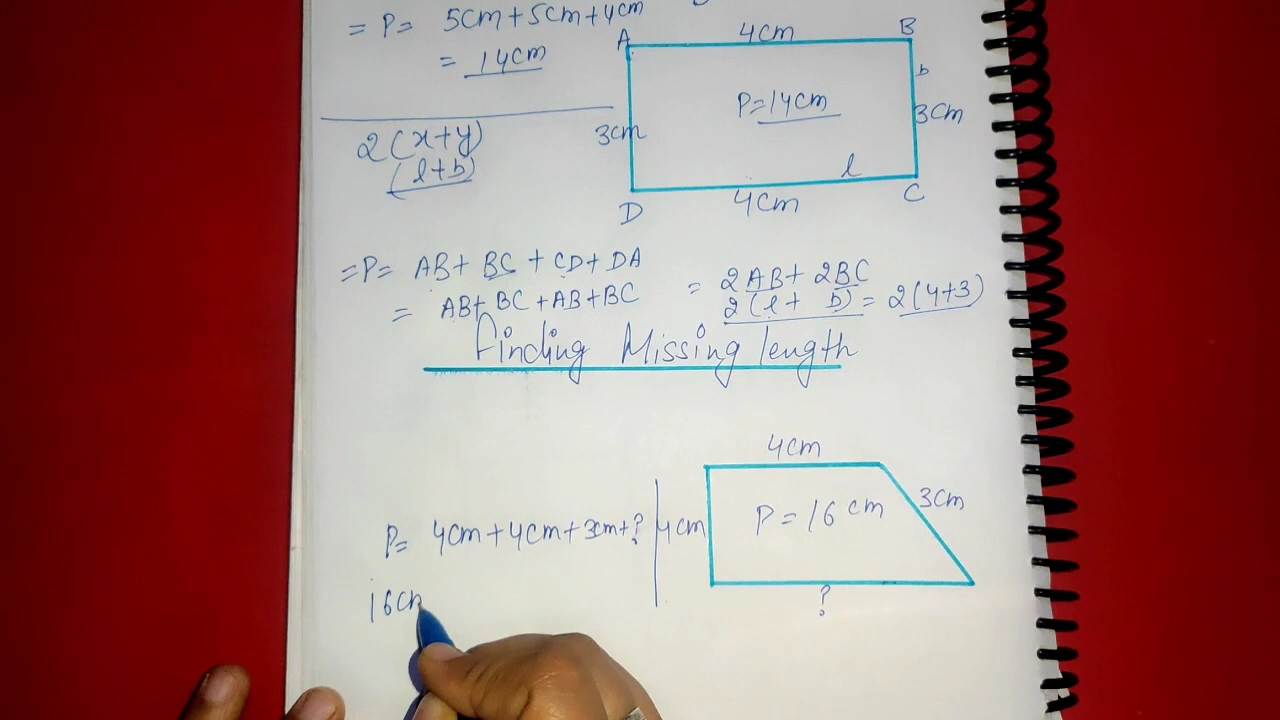 = P= 5cm+5cm+4cm
= 14cm
2(x+y)
(l+b)
A 4cm B
b
P=14cm
3cm 3cm
l
D 4cm C
=P= AB+ BC + CD+ DA
= AB+ BC +AB+BC
= 2AB+ 2BC
2(l+ b) = 2(4+3)
Finding Missing length
4cm
P= 4cm+4cm+3cm+?
4cm P=16 cm 3cm
?
16cm